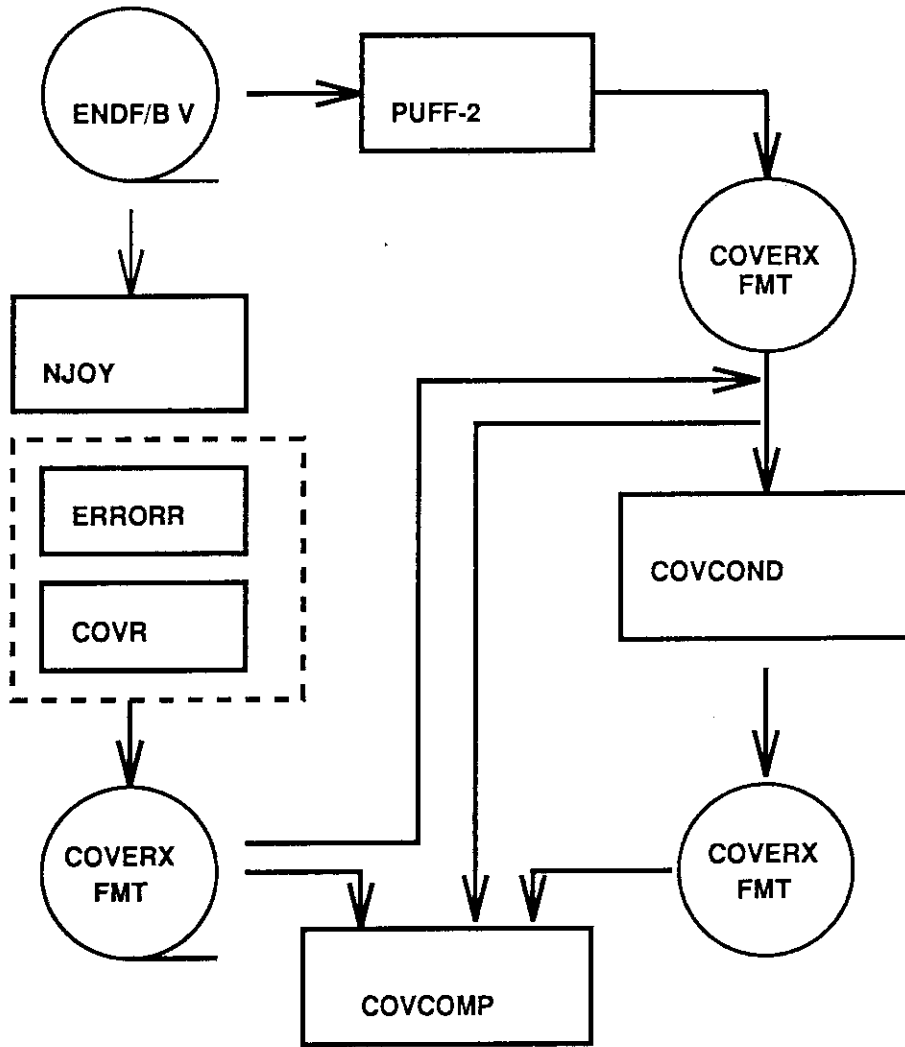 ENDF/B V
PUFF-2
COVERX
FMT
NJOY
ERRORR
COVCOND
COVR
COVERX
FMT
COVERX
FMT
COVCOMP